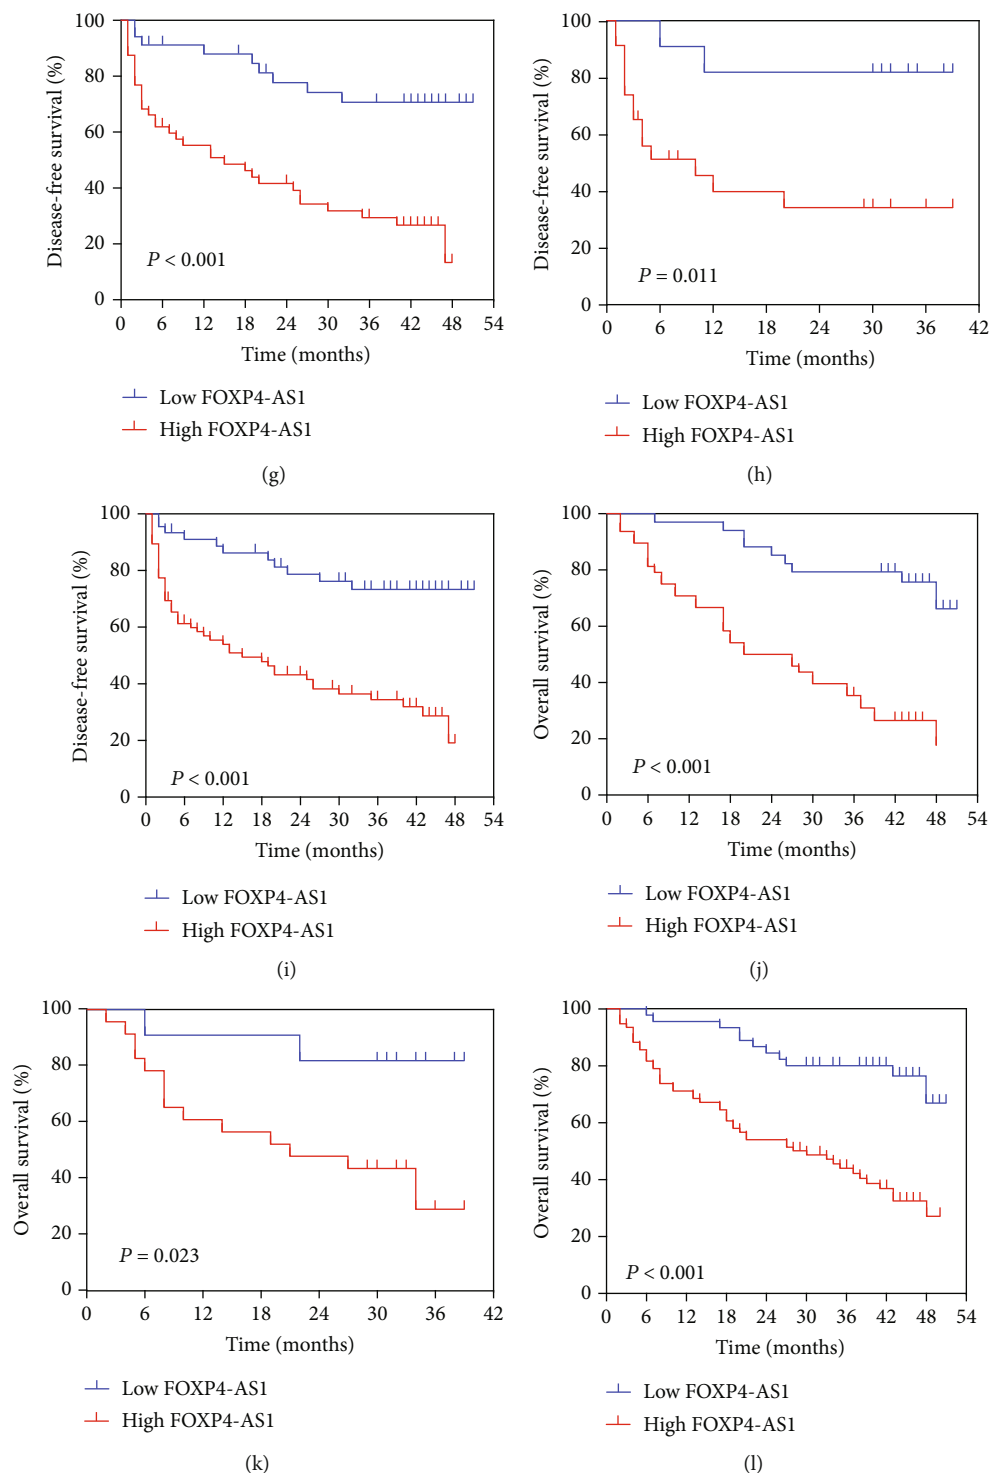 100
80
60
40
20
0
Disease-free survival (%)
P < 0.001
0 6 12 18 24 30 36 42 48 54
Time (months)
Low FOXP4-AS1
High FOXP4-AS1
(g)
100
80
60
40
20
0
Disease-free survival (%)
P = 0.011
0 6 12 18 24 30 36 42
Time (months)
Low FOXP4-AS1
High FOXP4-AS1
(h)
100
80
60
40
20
0
Disease-free survival (%)
P < 0.001
0 6 12 18 24 30 36 42 48 54
Time (months)
Low FOXP4-AS1
High FOXP4-AS1
(i)
100
80
60
40
20
0
Overall survival (%)
P < 0.001
0 6 12 18 24 30 36 42 48 54
Time (months)
Low FOXP4-AS1
High FOXP4-AS1
(j)
100
80
60
40
20
0
Overall survival (%)
P = 0.023
0 6 12 18 24 30 36 42
Time (months)
Low FOXP4-AS1
High FOXP4-AS1
(k)
100
80
60
40
20
0
Overall survival (%)
P < 0.001
0 6 12 18 24 30 36 42 48 54
Time (months)
Low FOXP4-AS1
High FOXP4-AS1
(l)